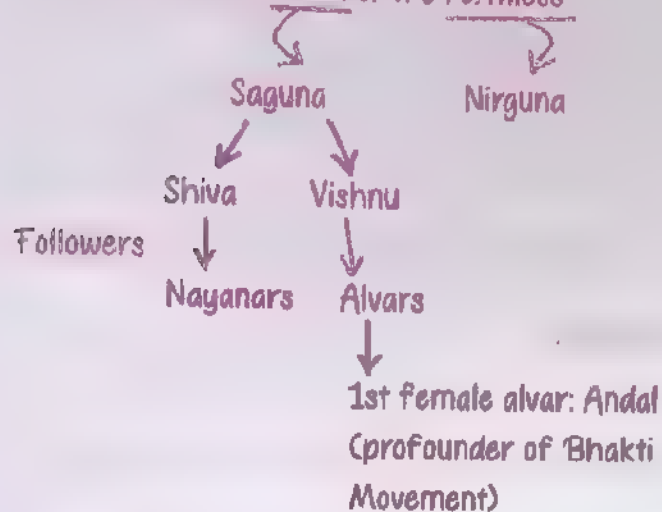 Saguna Nirguna
Shiva Vishnu
Followers
Nayanars Alvars
1st female alvar: Andal
(profounder of Bhakti
Movement)